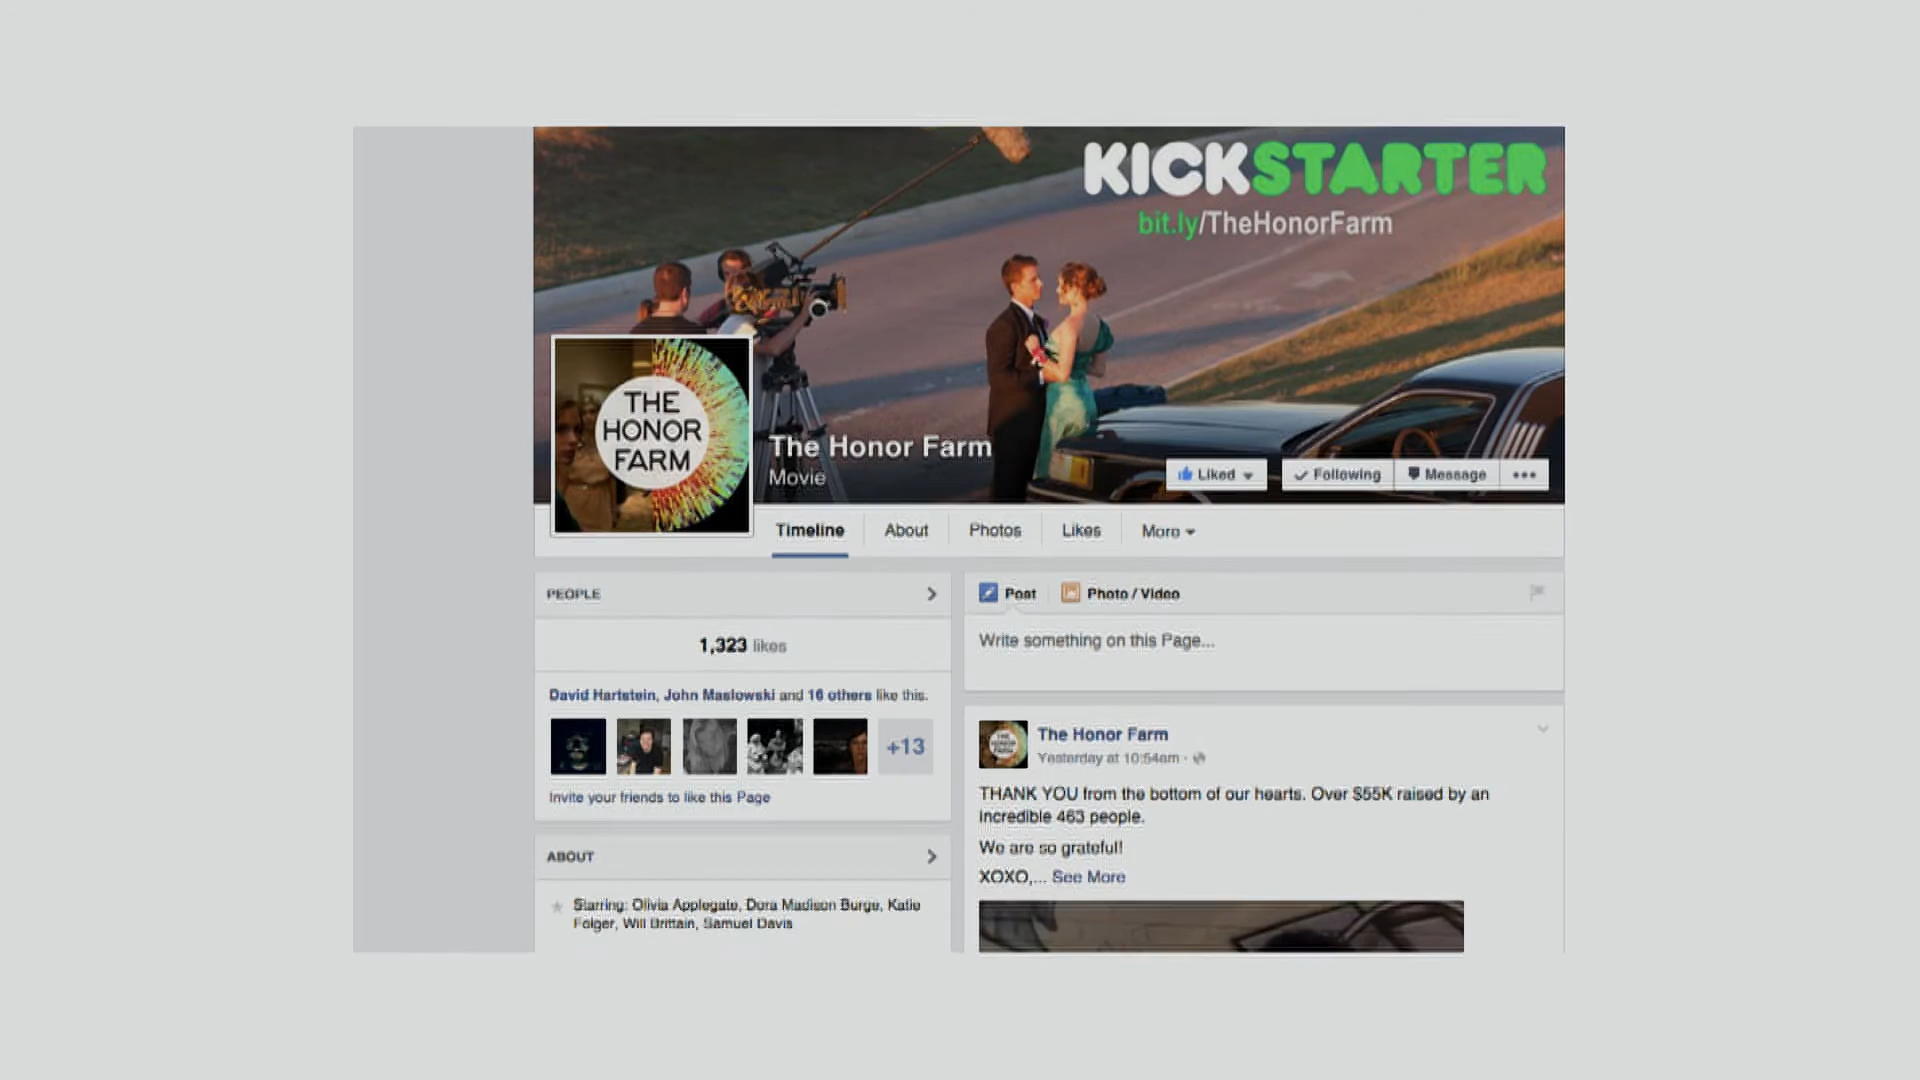 KICKSTARTER
bit.ly/TheHonorFarm
THE
HONOR
FARM
The Honor Farm
Movie
Liked
Following
Message
Timeline
About
Photos
Likes
More
PEOPLE
1,323 likes
David Hartstein, John Maslowski and 16 others like this.
+13
Invite your friends to like this Page
ABOUT
Starring: Olivia Applegate, Dora Madison Burge, Katie
Folger, Will Brittain, Samuel Davis
Post
Photo / Video
Write something on this Page...
THE
HONOR
FARM
The Honor Farm
Yesterday at 10:54am ·
THANK YOU from the bottom of our hearts. Over $55K raised by an
incredible 463 people.
We are so grateful!
XOXO,... See More